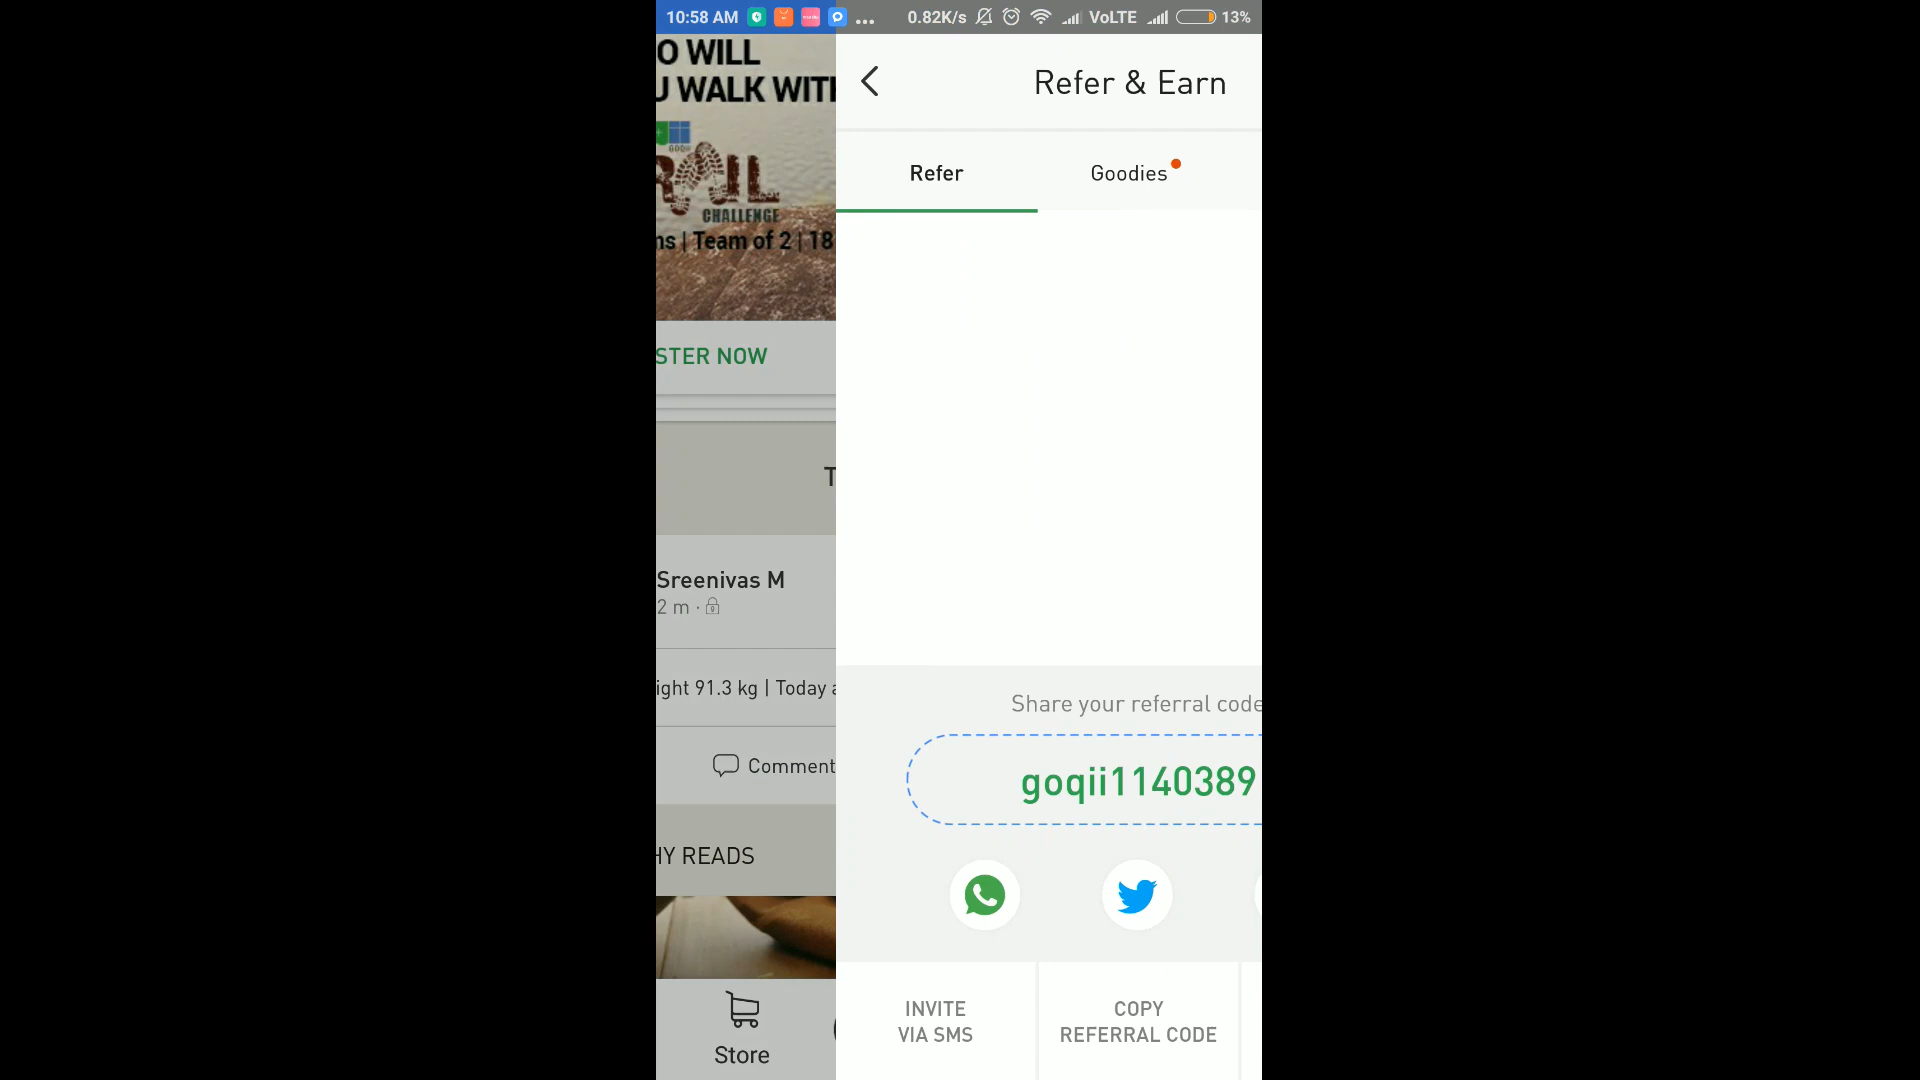 10:58 AM ... 0.82K/s VoLTE 13%
O WILL
U WALK WITH
GOQii
RAIL
CHALLENGE
ns | Team of 2 | 18
STER NOW
T
Sreenivas M
2 m ·
ight 91.3 kg | Today a
Comment
HY READS
Store
Refer & Earn
Refer
Goodies
Share your referral code
goqii1140389
INVITE
VIA SMS
COPY
REFERRAL CODE